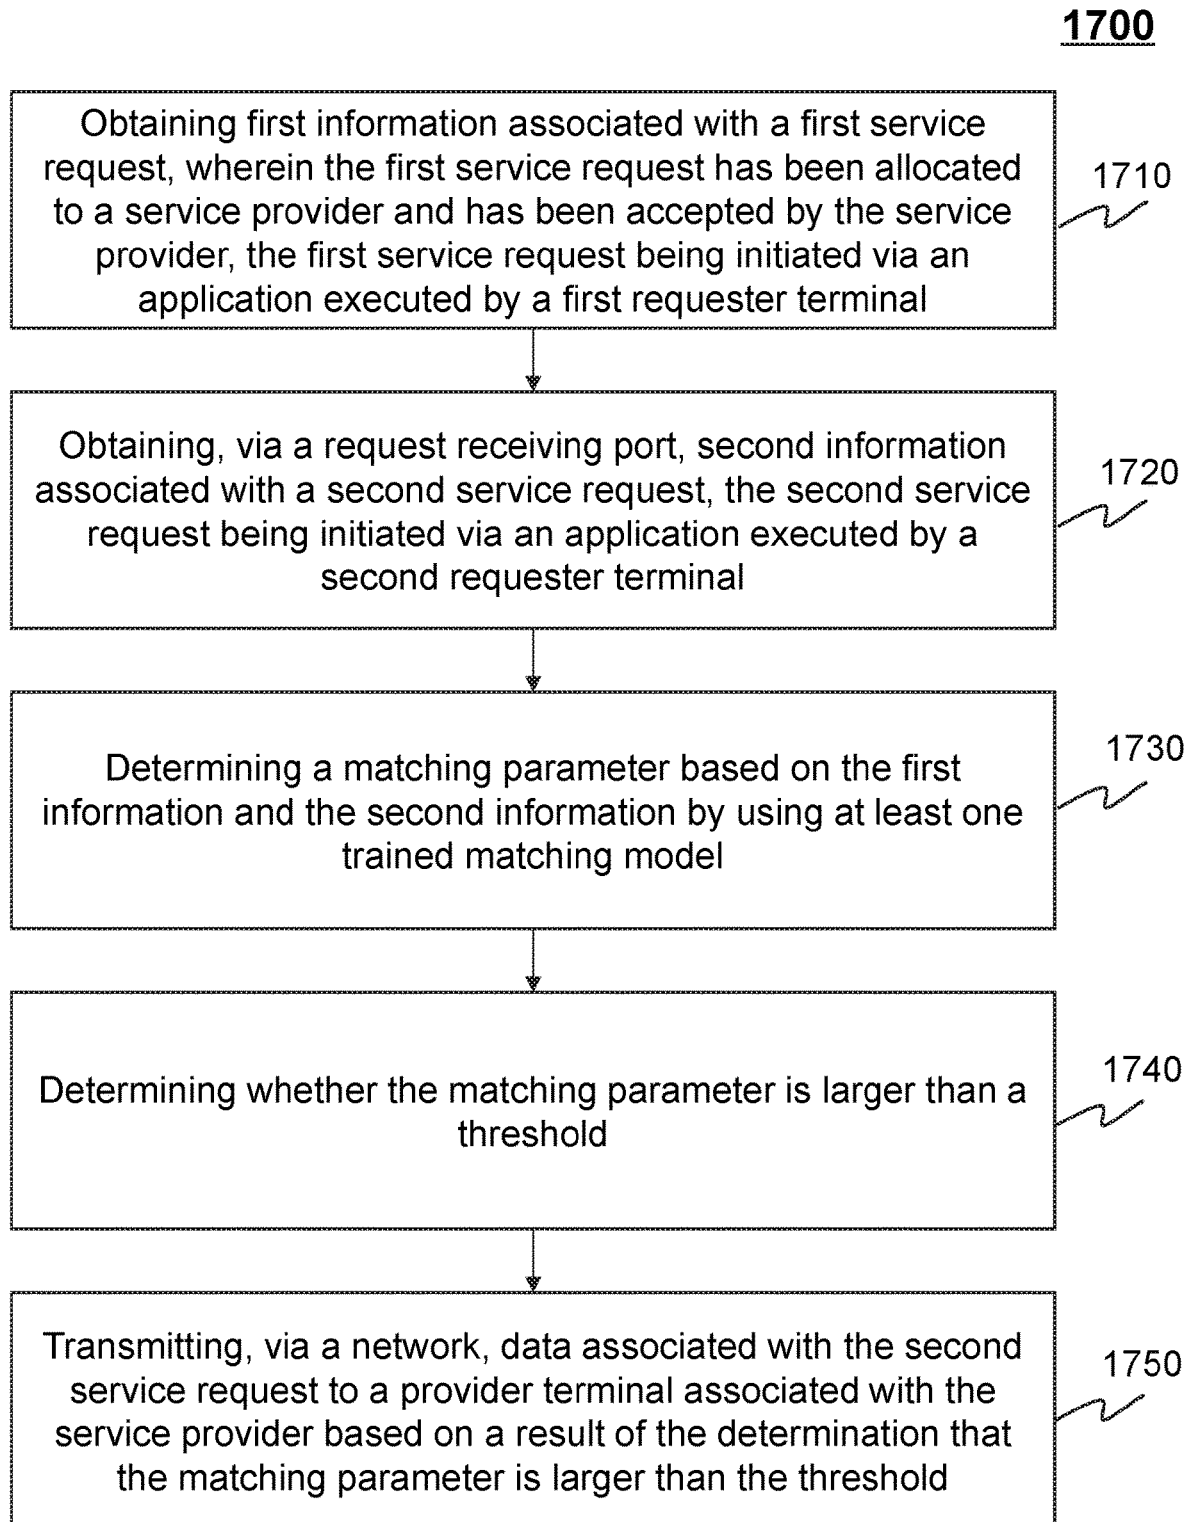 1700
Obtaining first information associated with a first service
request, wherein the first service request has been allocated
to a service provider and has been accepted by the service
provider, the first service request being initiated via an
application executed by a first requester terminal
1710
Obtaining, via a request receiving port, second information
associated with a second service request, the second service
request being initiated via an application executed by a
second requester terminal
1720
Determining a matching parameter based on the first
information and the second information by using at least one
trained matching model
1730
Determining whether the matching parameter is larger than a
threshold
1740
Transmitting, via a network, data associated with the second
service request to a provider terminal associated with the
service provider based on a result of the determination that
the matching parameter is larger than the threshold
1750